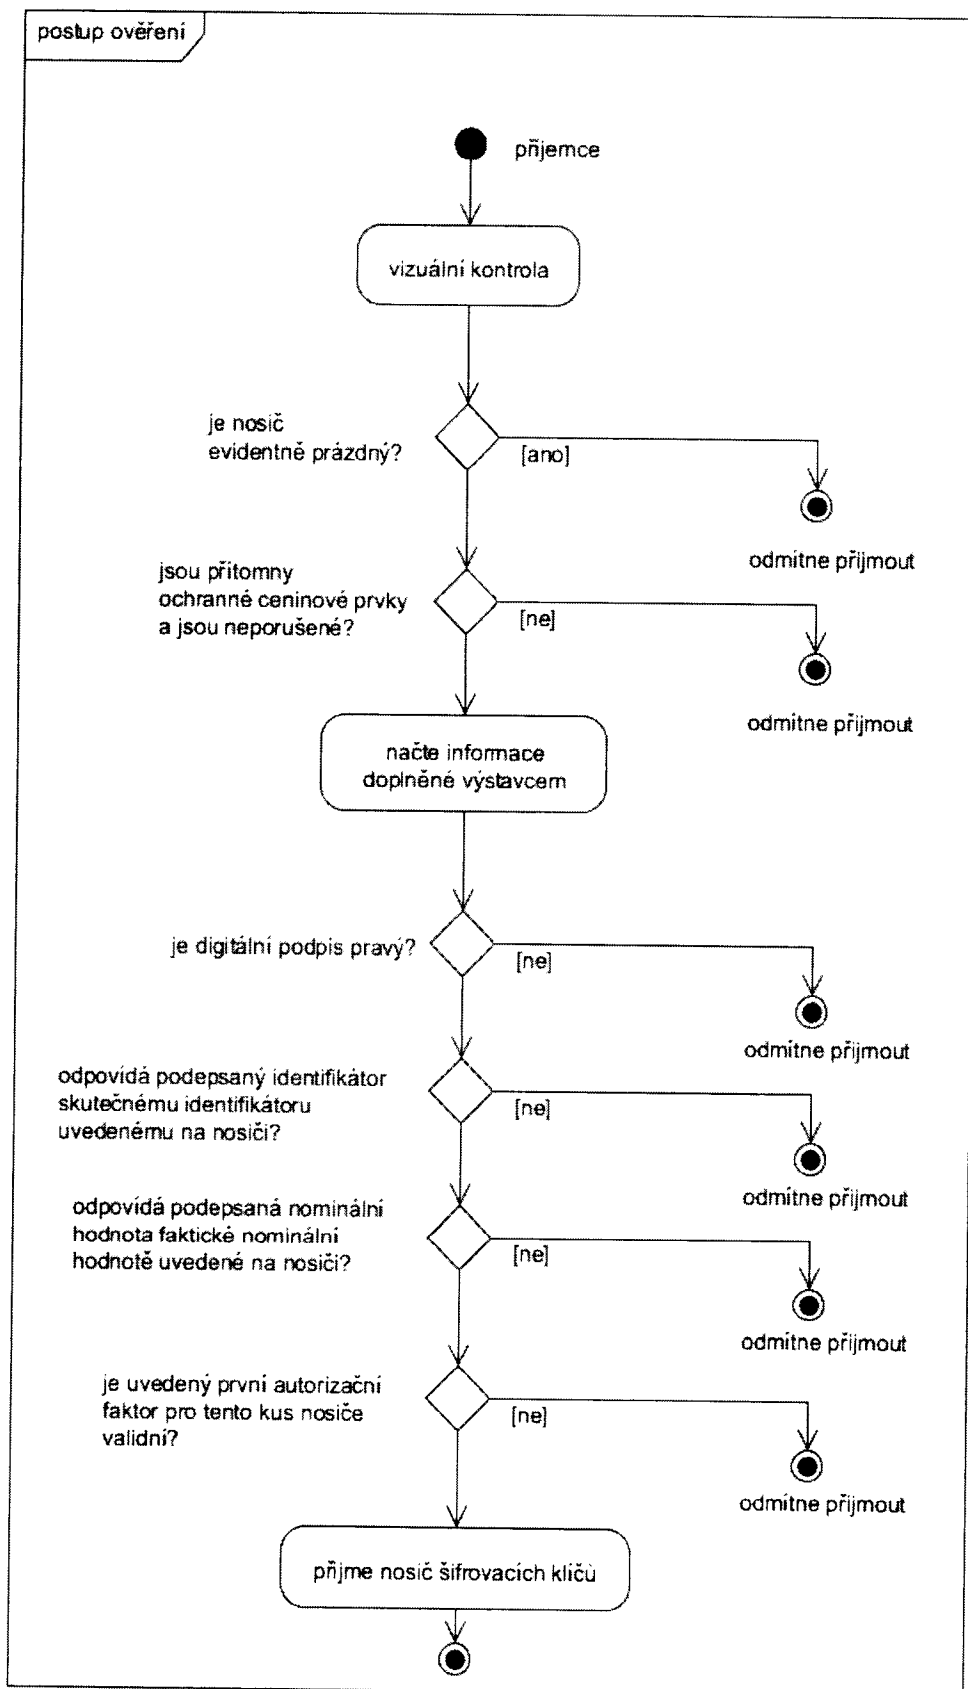 postup ověření
příjemce
vizuální kontrola
je nosič
evidentně prázdný?
[ano]
odmítne přijmout
jsou přítomny
ochranné ceninové prvky
a jsou neporušené?
[ne]
odmítne přijmout
načte informace
doplněné výstavcem
je digitální podpis pravý?
[ne]
odmítne přijmout
odpovídá podepsaný identifikátor
skutečnému identifikátoru
uvedenému na nosiči?
[ne]
odmítne přijmout
odpovídá podepsaná nominální
hodnota faktické nominální
hodnotě uvedené na nosiči?
[ne]
odmítne přijmout
je uvedený první autorizační
faktor pro tento kus nosiče
validní?
[ne]
odmítne přijmout
přijme nosič šifrovacích klíčů